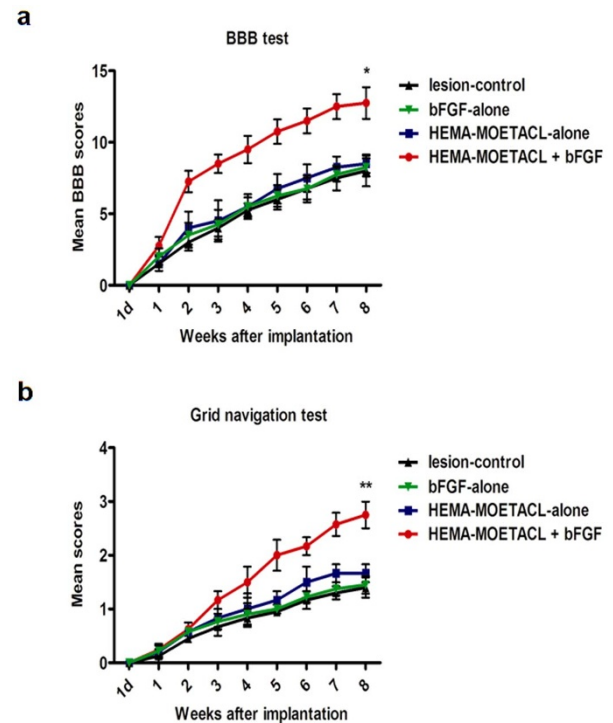 a
BBB test
Mean BBB scores
15
10
5
0
*
1d 1 2 3 4 5 6 7 8
Weeks after implantation
lesion-control
bFGF-alone
HEMA-MOETACL-alone
HEMA-MOETACL + bFGF
b
Grid navigation test
Mean scores
4
3
2
1
0
**
1d 1 2 3 4 5 6 7 8
Weeks after implantation
lesion-control
bFGF-alone
HEMA-MOETACL-alone
HEMA-MOETACL + bFGF